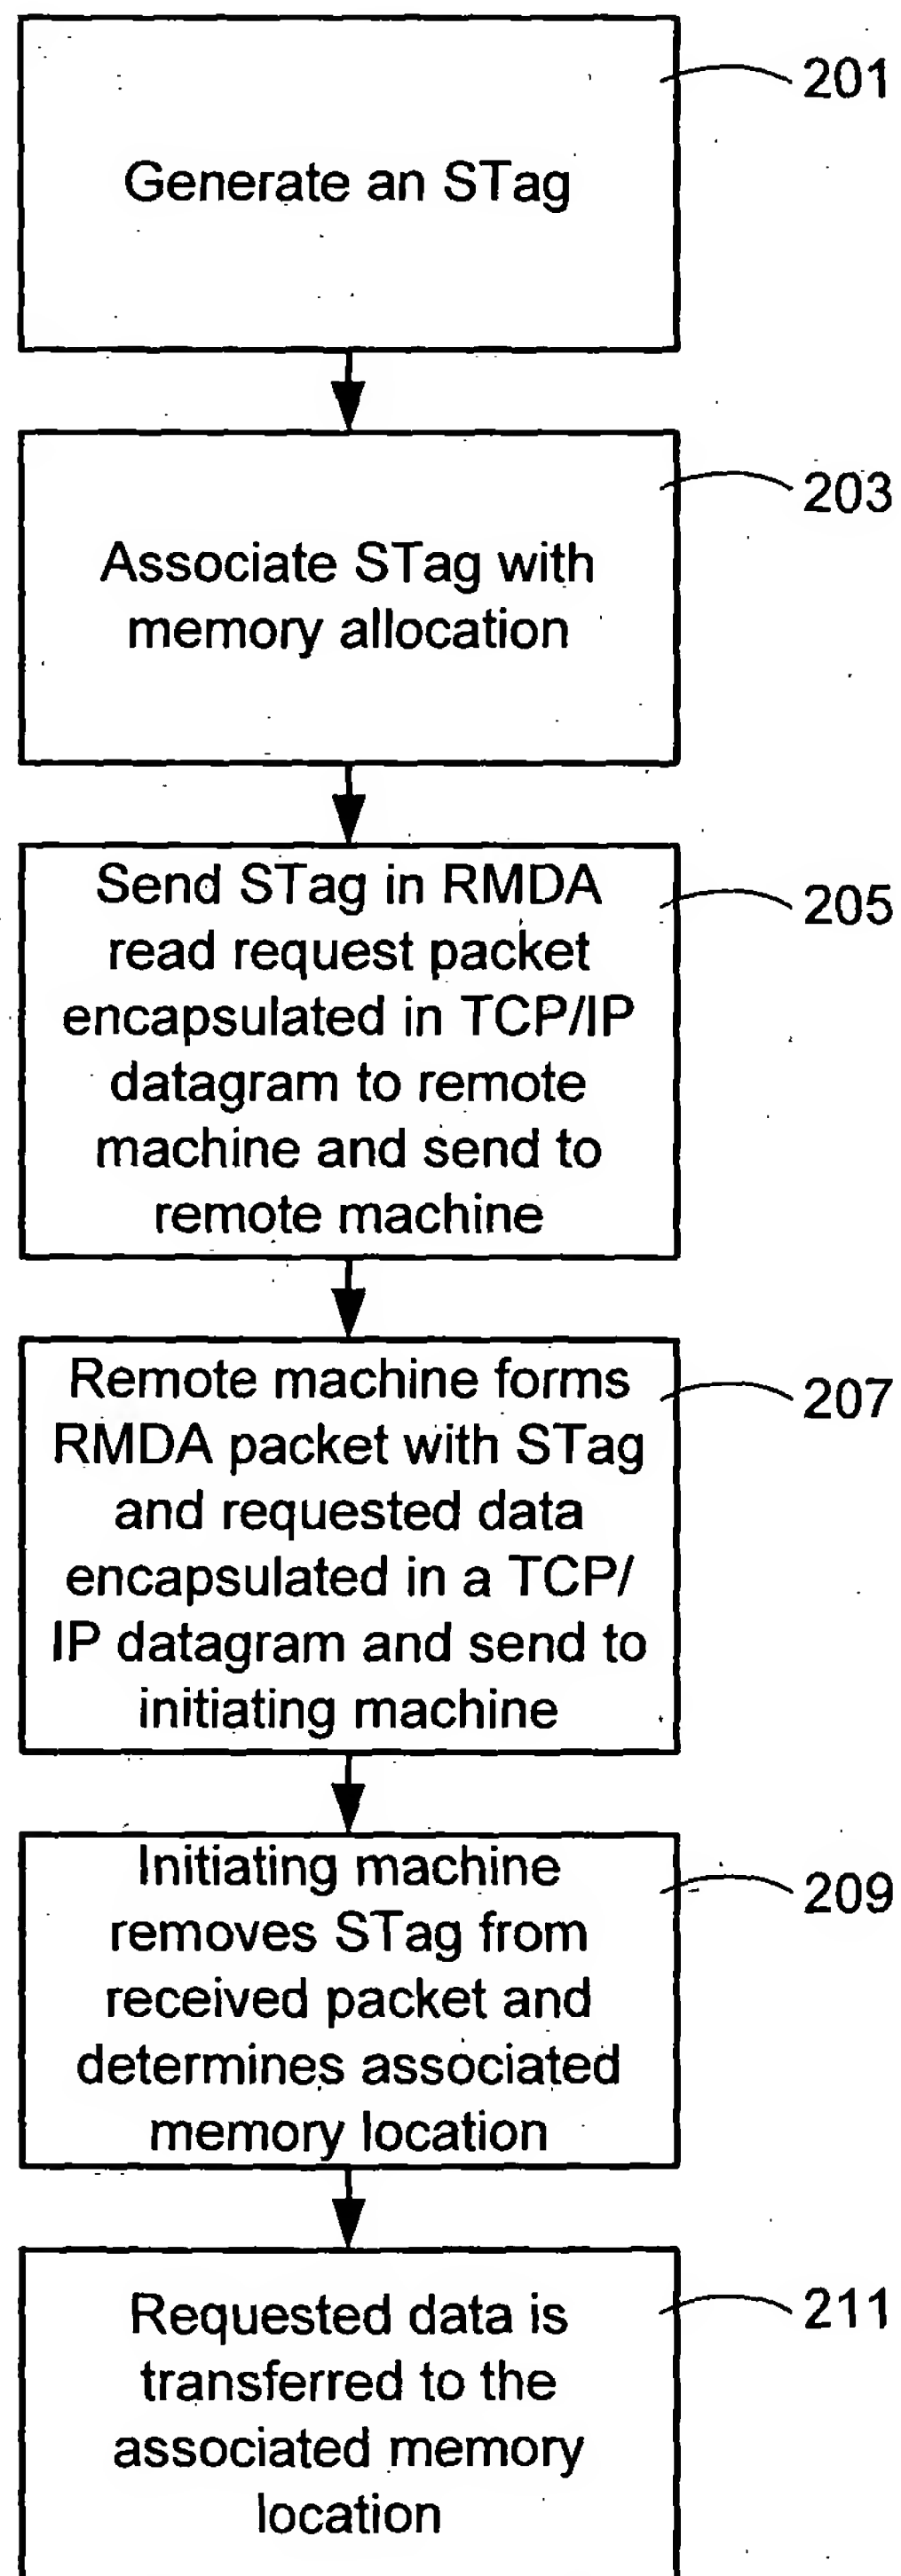 201
Generate an STag
203
Associate STag with
memory allocation
205
Send STag in RMDA
read request packet
encapsulated in TCP/IP
datagram to remote
machine and send to
remote machine
207
Remote machine forms
RMDA packet with STag
and requested data
encapsulated in a TCP/
IP datagram and send to
initiating machine
209
Initiating machine
removes STag from
received packet and
determines associated
memory location
211
Requested data is
transferred to the
associated memory
location